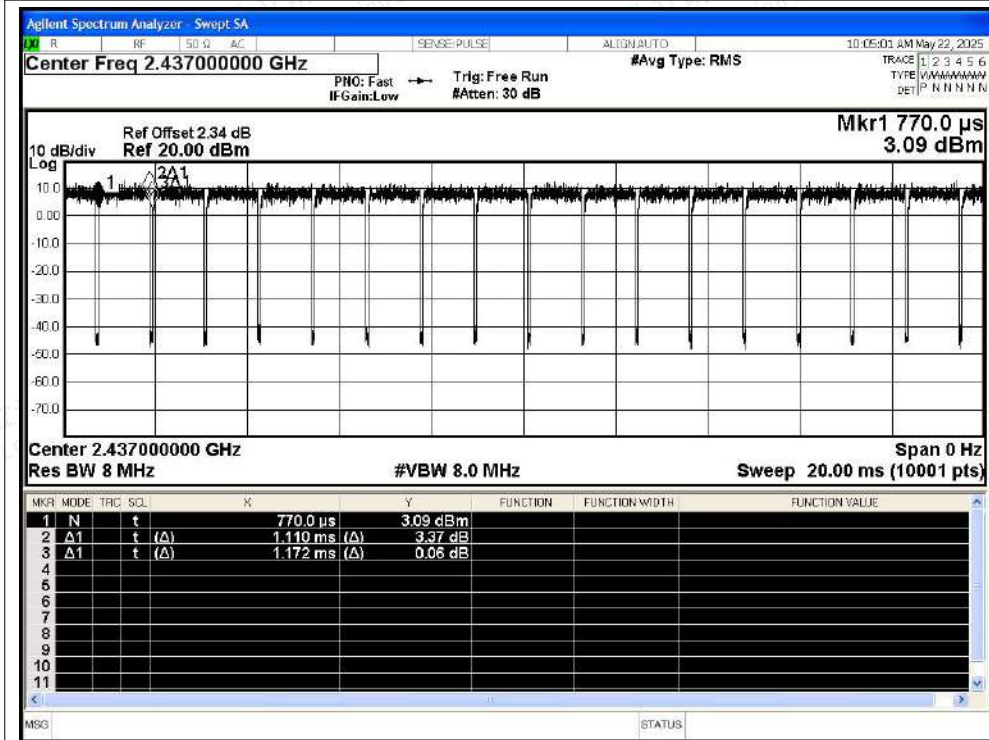 Agilent Spectrum Analyzer - Swept SA
LXI R RF 50 Ω AC SENSE:PULSE ALIGN AUTO 10:05:01 AM May 22, 2025
Center Freq 2.437000000 GHz #Avg Type: RMS TRACE 1 2 3 4 5 6
PNO: Fast Trig: Free Run TYPE WWWWWW
IFGain:Low #Atten: 30 dB DET P N N N N N
Mkr1 770.0 µs
Ref Offset 2.34 dB
10 dB/div Ref 20.00 dBm 3.09 dBm
Log
1 2Δ1
10.0
0.00
-10.0
-20.0
-30.0
-40.0
-50.0
-60.0
-70.0
Center 2.437000000 GHz Span 0 Hz
Res BW 8 MHz #VBW 8.0 MHz Sweep 20.00 ms (10001 pts)
MKR MODE TRC SCL X Y FUNCTION FUNCTION WIDTH FUNCTION VALUE
1 N t 770.0 µs 3.09 dBm
2 Δ1 t (Δ) 1.110 ms (Δ) 3.37 dB
3 Δ1 t (Δ) 1.172 ms (Δ) 0.06 dB
4
5
6
7
8
9
10
11
MSG STATUS